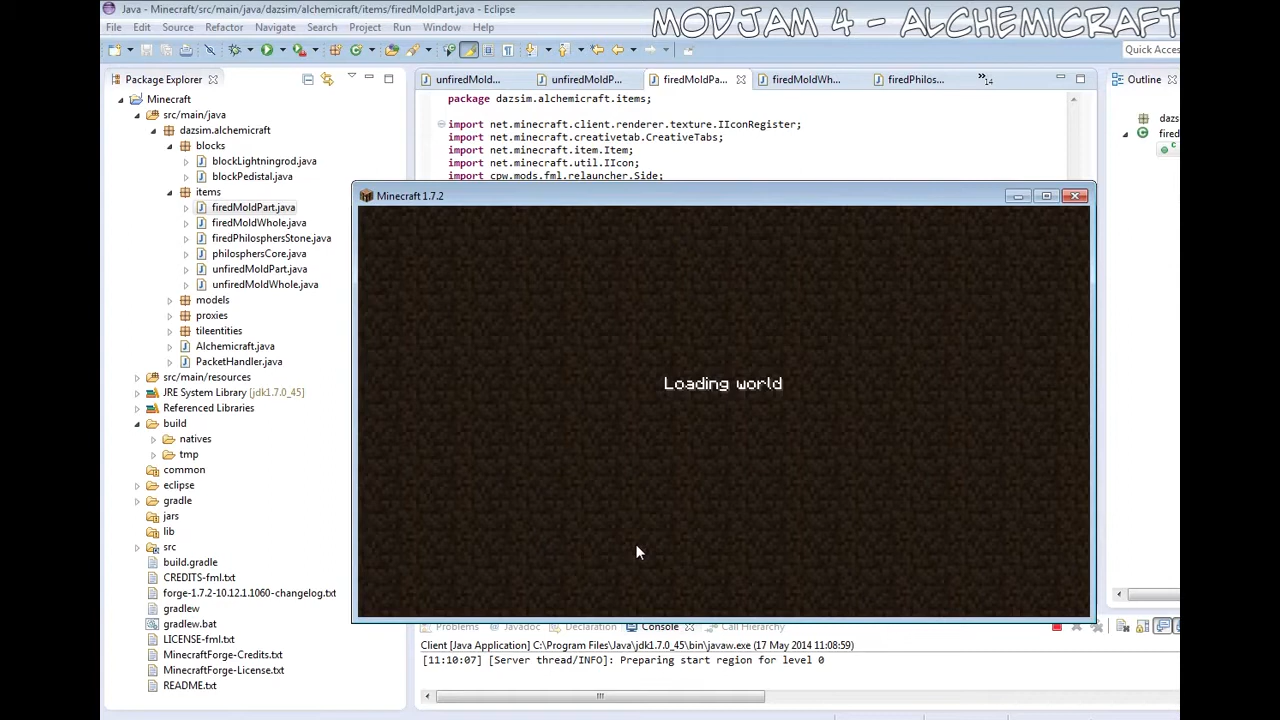 Java - Minecraft/src/main/java/dazsim/alchemicraft/items/firedMoldPart.java - Eclipse
MODJAM 4 - ALCHEMICRAFT
File Edit Source Refactor Navigate Search Project Run Window Help
Quick Acces
Package Explorer
unfiredMold...
unfiredMoldP...
firedMoldPa...
firedMoldWh...
firedPhilos...
»14
Outline
Minecraft
src/main/java
dazsim.alchemicraft
blocks
blockLightningrod.java
blockPedistal.java
items
firedMoldPart.java
firedMoldWhole.java
firedPhilosphersStone.java
philosphersCore.java
unfiredMoldPart.java
unfiredMoldWhole.java
models
proxies
tileentities
Alchemicraft.java
PacketHandler.java
src/main/resources
JRE System Library [jdk1.7.0_45]
Referenced Libraries
build
natives
tmp
common
eclipse
gradle
jars
lib
src
build.gradle
CREDITS-fml.txt
forge-1.7.2-10.12.1.1060-changelog.txt
gradlew
gradlew.bat
LICENSE-fml.txt
MinecraftForge-Credits.txt
MinecraftForge-License.txt
README.txt
package dazsim.alchemicraft.items;
import net.minecraft.client.renderer.texture.IIconRegister;
import net.minecraft.creativetab.CreativeTabs;
import net.minecraft.item.Item;
import net.minecraft.util.IIcon;
import cpw.mods.fml.relauncher.Side;
dazs
fired
Minecraft 1.7.2
Loading world
Problems Javadoc Declaration Console Call Hierarchy
Client [Java Application] C:\Program Files\Java\jdk1.7.0_45\bin\javaw.exe (17 May 2014 11:08:59)
[11:10:07] [Server thread/INFO]: Preparing start region for level 0